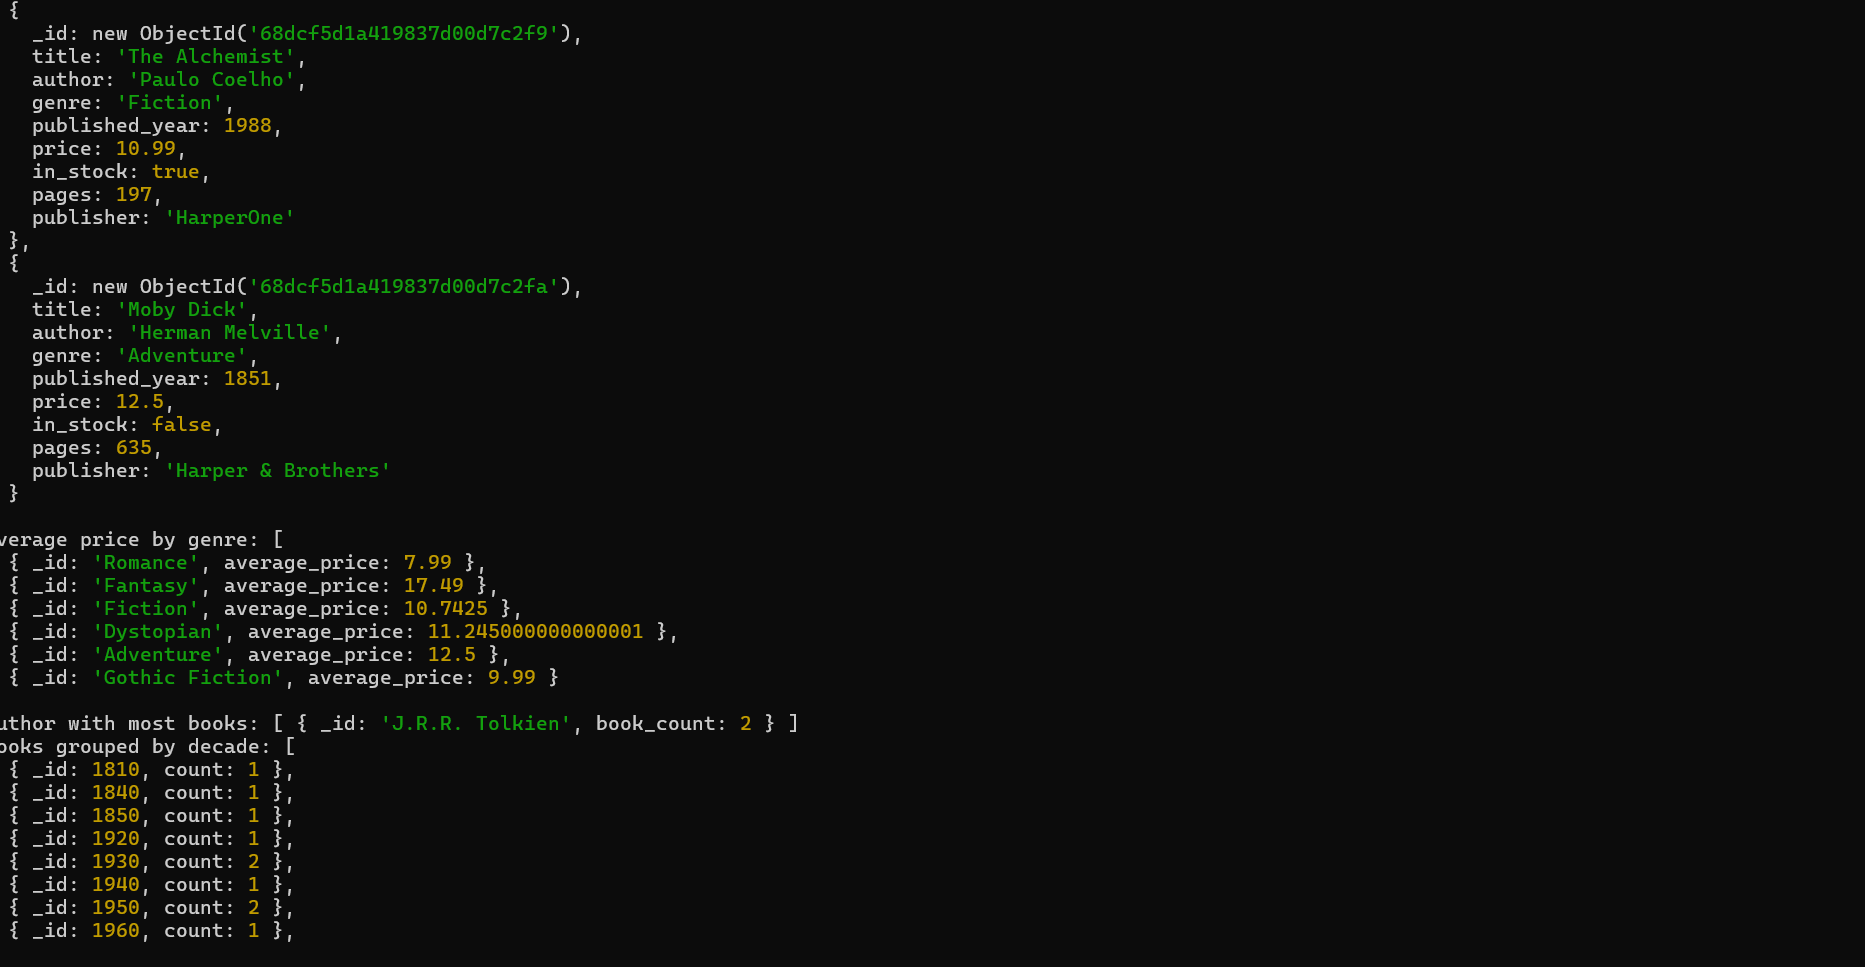 {
_id: new ObjectId('68dcf5d1a419837d00d7c2f9'),
title: 'The Alchemist',
author: 'Paulo Coelho',
genre: 'Fiction',
published_year: 1988,
price: 10.99,
in_stock: true,
pages: 197,
publisher: 'HarperOne'
},
{
_id: new ObjectId('68dcf5d1a419837d00d7c2fa'),
title: 'Moby Dick',
author: 'Herman Melville',
genre: 'Adventure',
published_year: 1851,
price: 12.5,
in_stock: false,
pages: 635,
publisher: 'Harper & Brothers'
}
verage price by genre: [
{ _id: 'Romance', average_price: 7.99 },
{ _id: 'Fantasy', average_price: 17.49 },
{ _id: 'Fiction', average_price: 10.7425 },
{ _id: 'Dystopian', average_price: 11.245000000000001 },
{ _id: 'Adventure', average_price: 12.5 },
{ _id: 'Gothic Fiction', average_price: 9.99 }
uthor with most books: [ { _id: 'J.R.R. Tolkien', book_count: 2 } ]
ooks grouped by decade: [
{ _id: 1810, count: 1 },
{ _id: 1840, count: 1 },
{ _id: 1850, count: 1 },
{ _id: 1920, count: 1 },
{ _id: 1930, count: 2 },
{ _id: 1940, count: 1 },
{ _id: 1950, count: 2 },
{ _id: 1960, count: 1 },